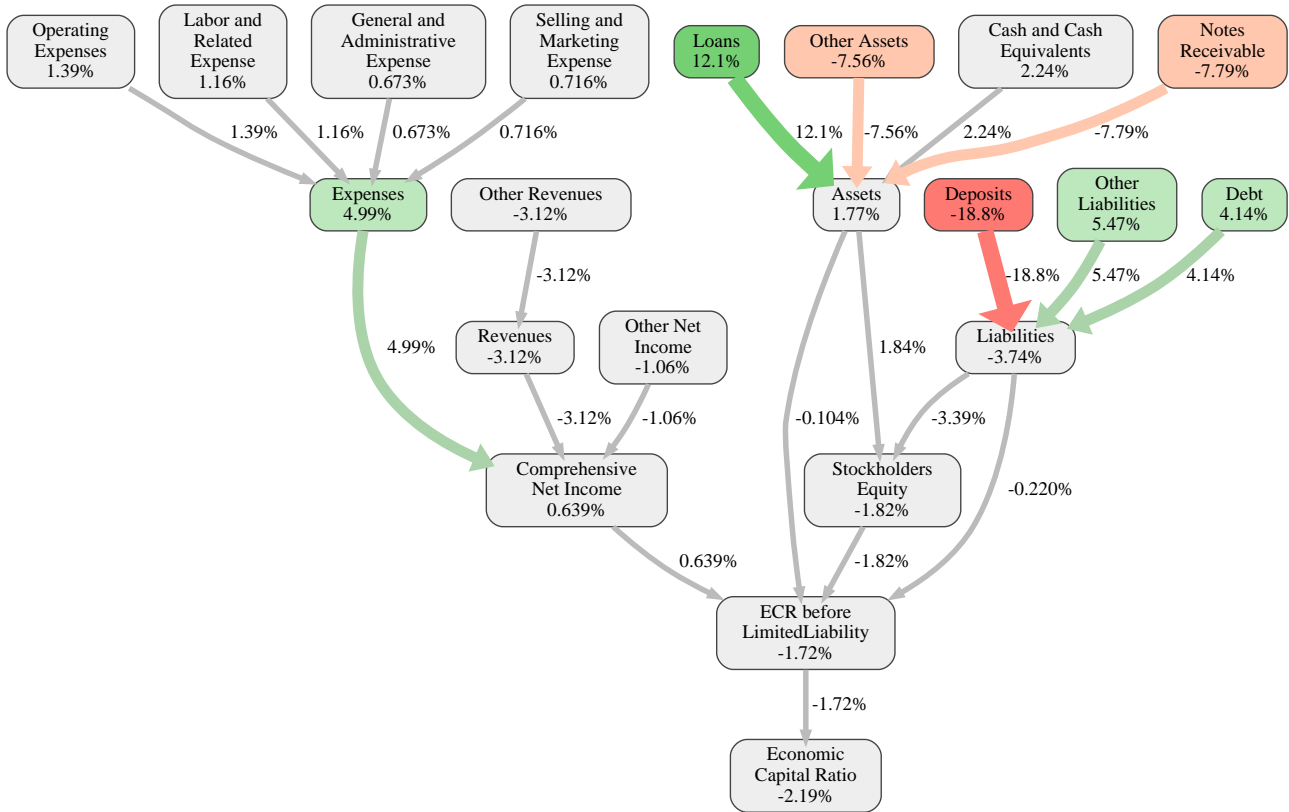 Operating
Expenses
1.39%
Labor and
Related
Expense
1.16%
General and
Administrative
Expense
0.673%
Selling and
Marketing
Expense
0.716%
Loans
12.1%
Other Assets
-7.56%
Cash and Cash
Equivalents
2.24%
Notes
Receivable
-7.79%
1.39%
1.16%
0.673%
0.716%
12.1%
-7.56%
2.24%
-7.79%
Expenses
4.99%
Other Revenues
-3.12%
Assets
1.77%
Deposits
-18.8%
Other
Liabilities
5.47%
Debt
4.14%
-3.12%
-18.8%
5.47%
4.14%
4.99%
Revenues
-3.12%
Other Net
Income
-1.06%
1.84%
Liabilities
-3.74%
-3.12%
-1.06%
-0.104%
-3.39%
Comprehensive
Net Income
0.639%
Stockholders
Equity
-1.82%
-0.220%
0.639%
-1.82%
ECR before
LimitedLiability
-1.72%
-1.72%
Economic
Capital Ratio
-2.19%